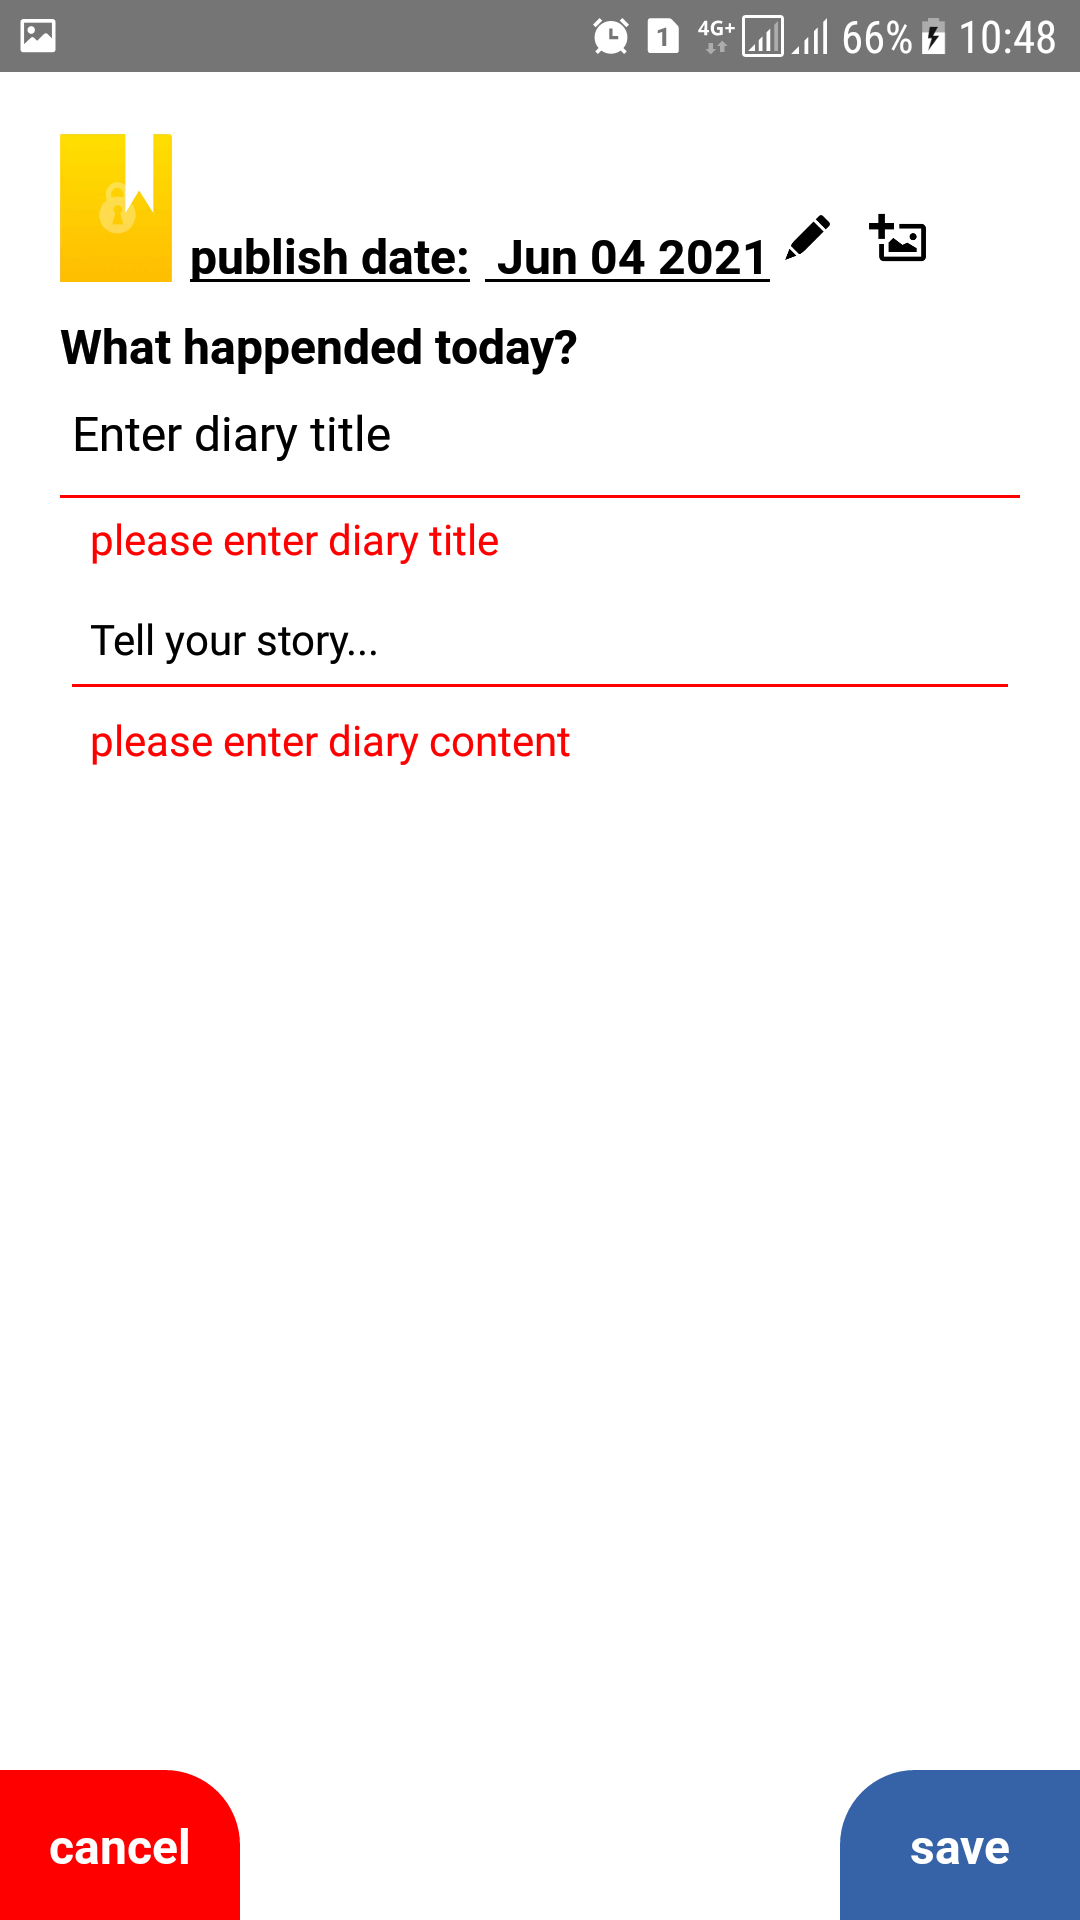 1 4G+ 66% 10:48
publish date: Jun 04 2021
What happended today?
Enter diary title
please enter diary title
Tell your story...
please enter diary content
cancel save